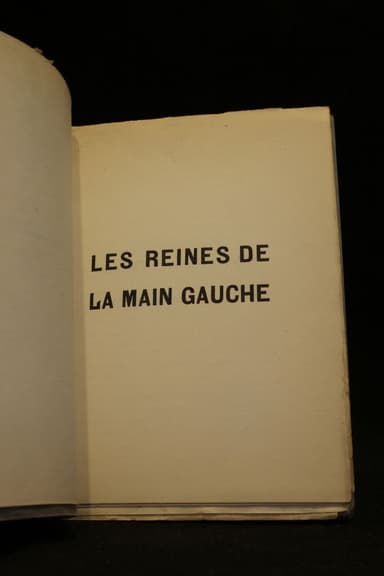 LES REINES DE
LA MAIN GAUCHE